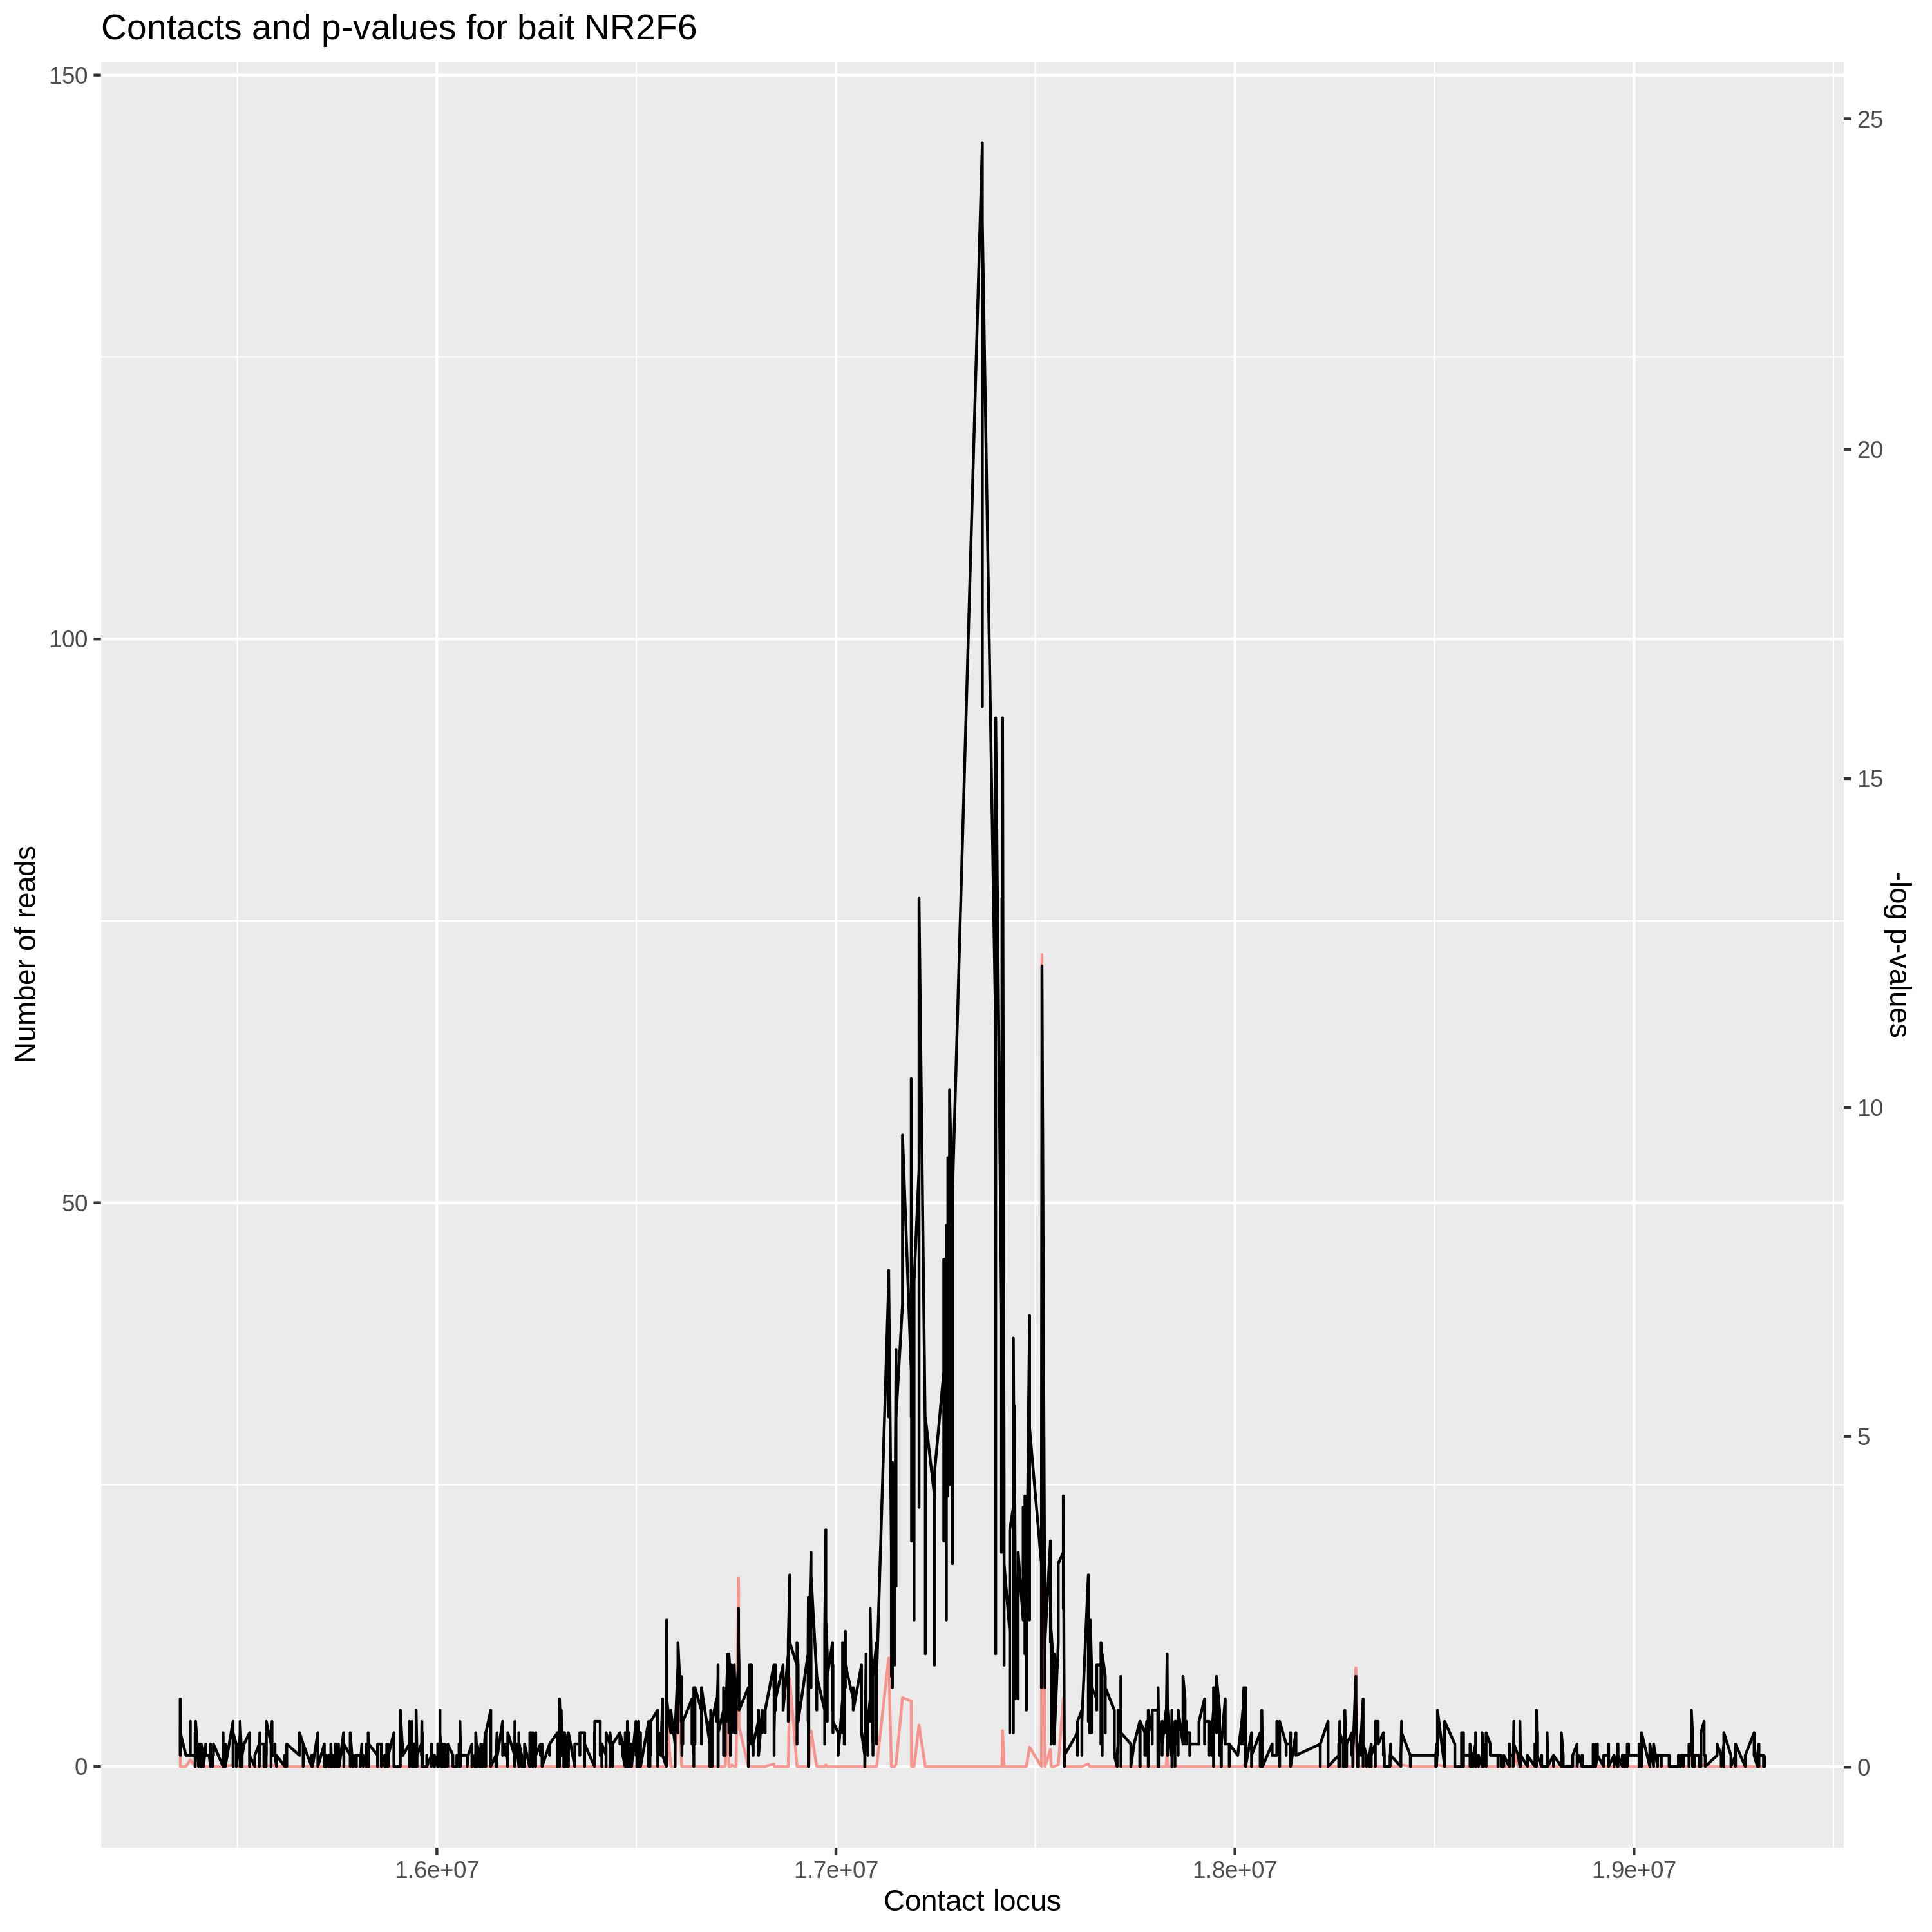 Contacts and p-values for bait NR2F6
150
100
50
0
25
20
15
10
5
0
Number of reads
-log p-values
1.6e+07
1.7e+07
1.8e+07
1.9e+07
Contact locus